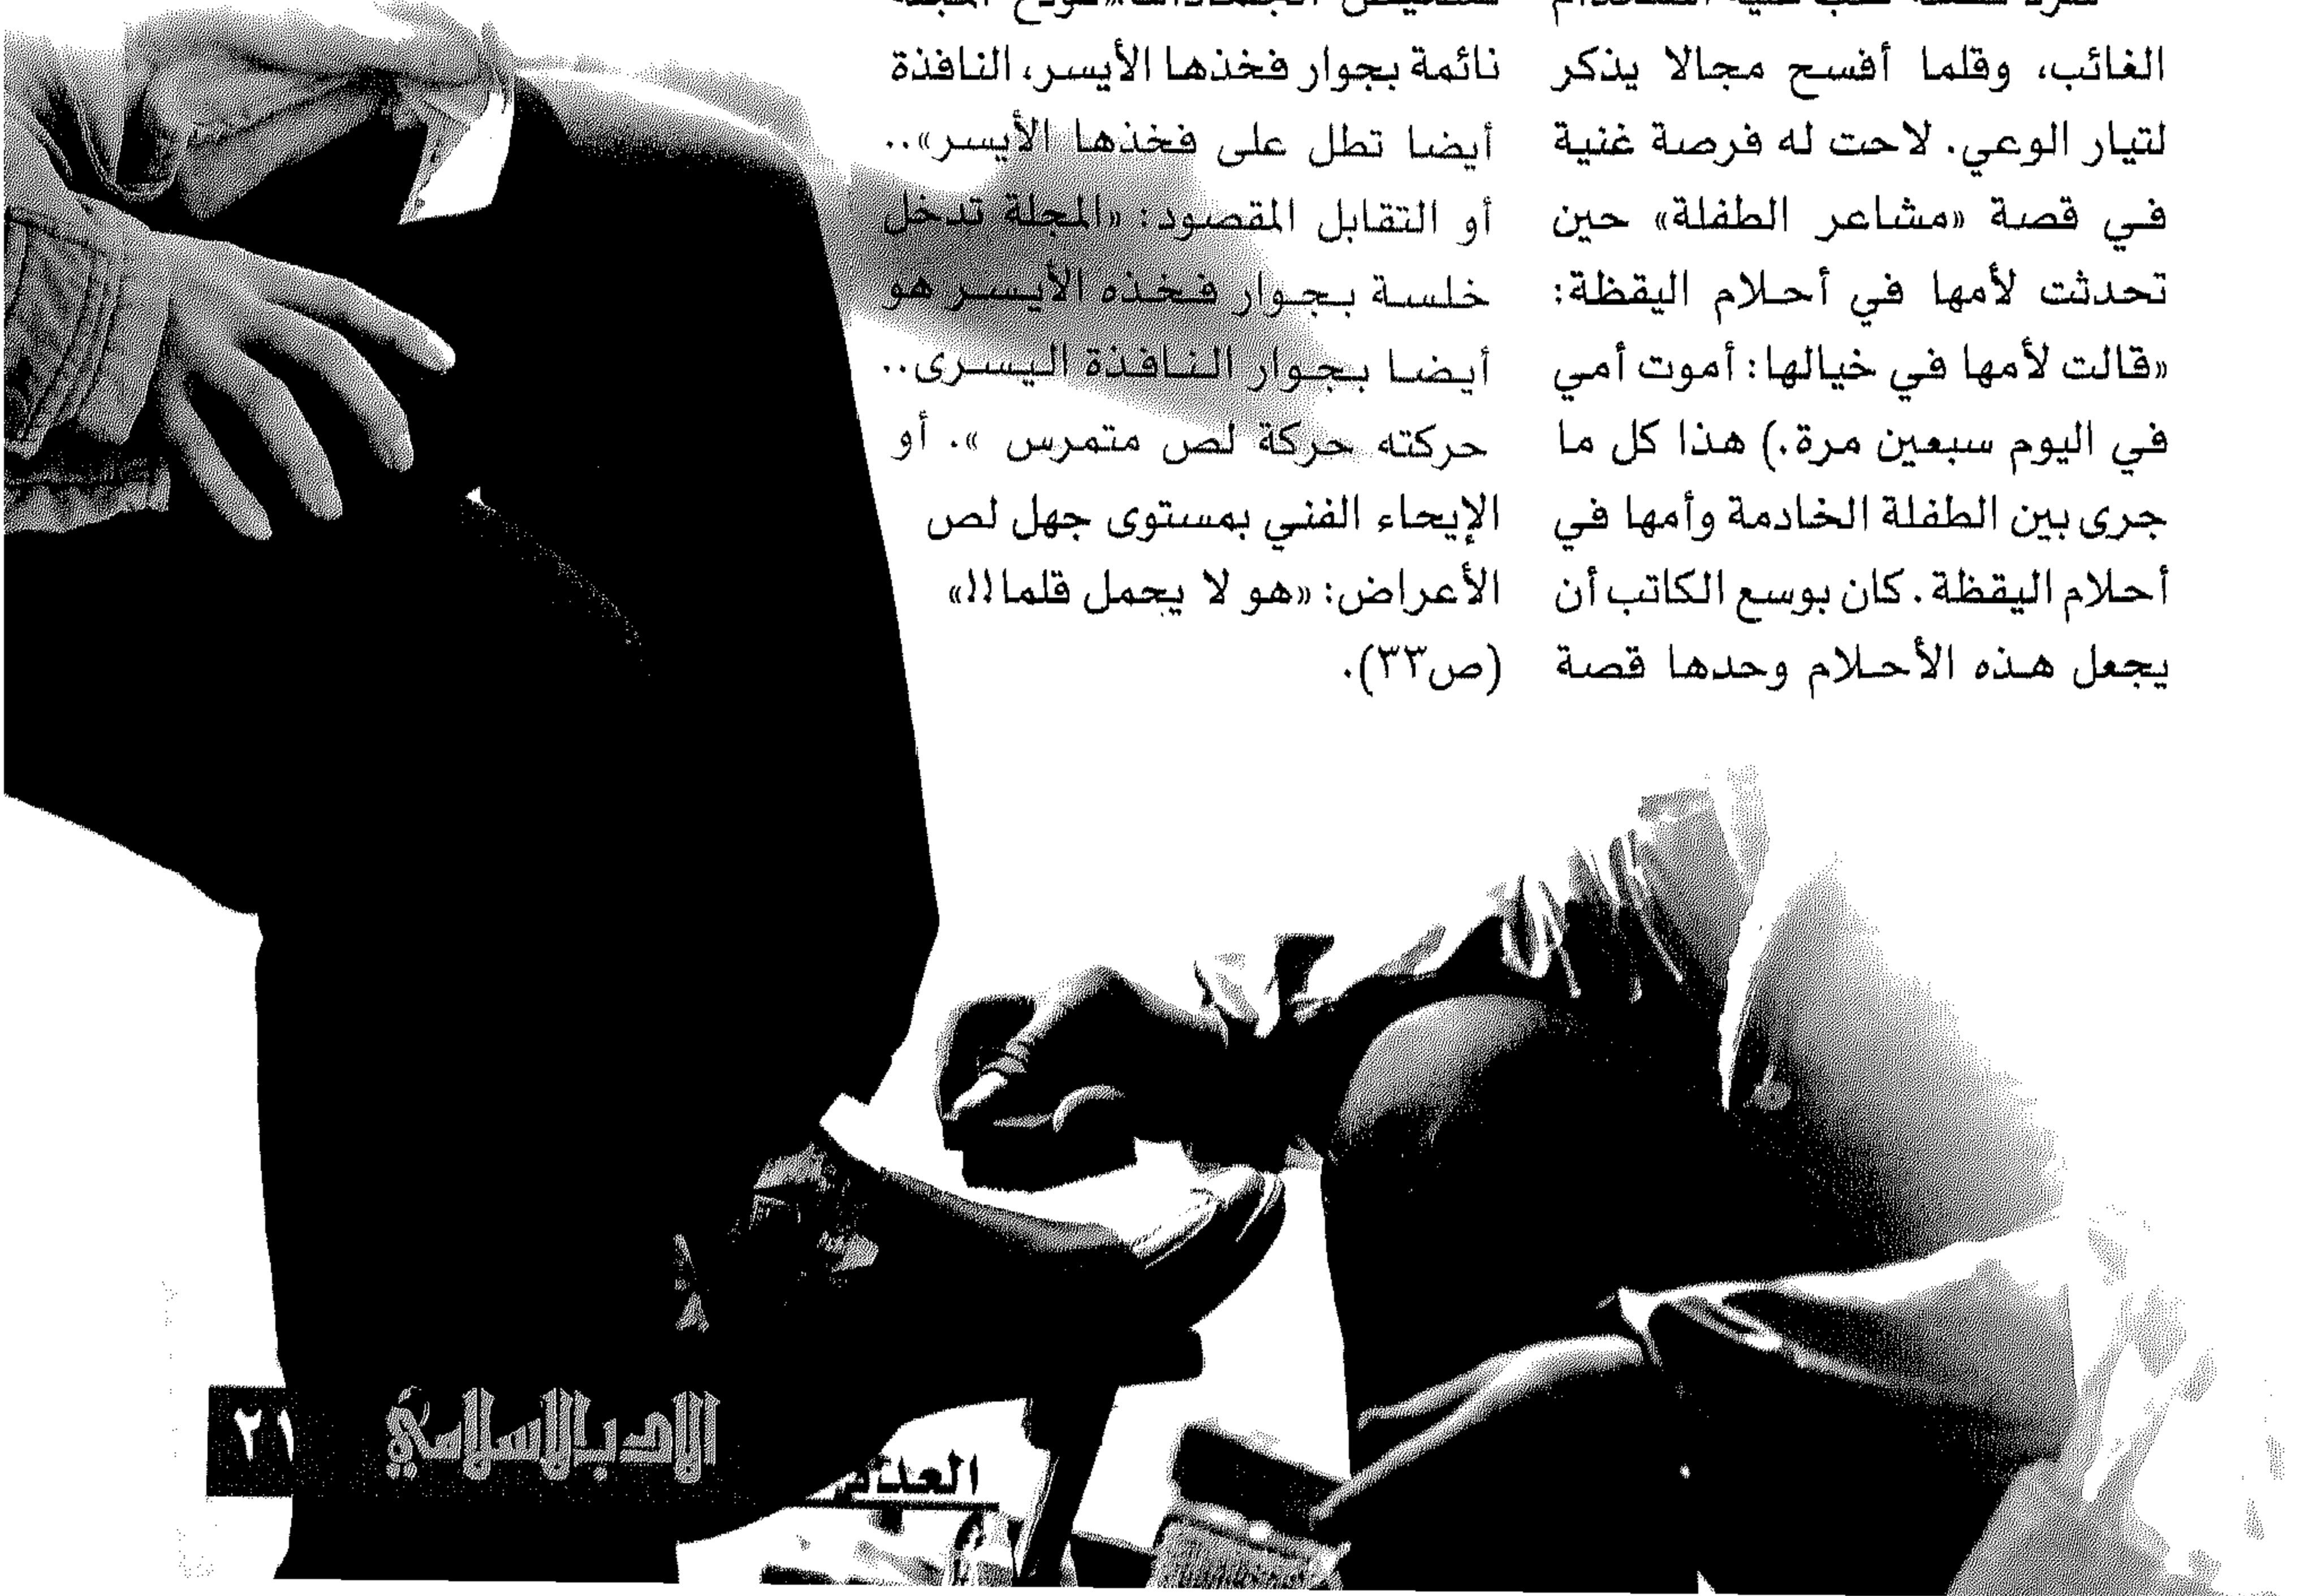 الغائب، وقلما أفسح مجالا يذكر
لتيار الوعي. لاحت له فرصة غنية
في قصة «مشاعر الطفلة» حين
تحدثت لأمها في أحلام اليقظة:
«قالت لأمها في خيالها: أموت أمي
في اليوم سبعين مرة.) هذا كل ما
جرى بين الطفلة الخادمة وأمها في
أحلام اليقظة. كان بوسع الكاتب أن
يجعل هذه الأحلام وحدها قصة
نائمة بجوار فخذها الأيسر، النافذة
أيضا تطل على فخذها الأيسر»..
أو التقابل المقصود: «المجلة تدخل
خلسة بجوار فخذه الأيسر هو
أيضا بجوار النافذة اليسرى..
حركته حركة لص متمرس ». أو
الإيحاء الفني بمستوى جهل لص
الأعراض: «هو لا يحمل قلما!!»
(ص٣٣).
٢١
الادب الاسلامي